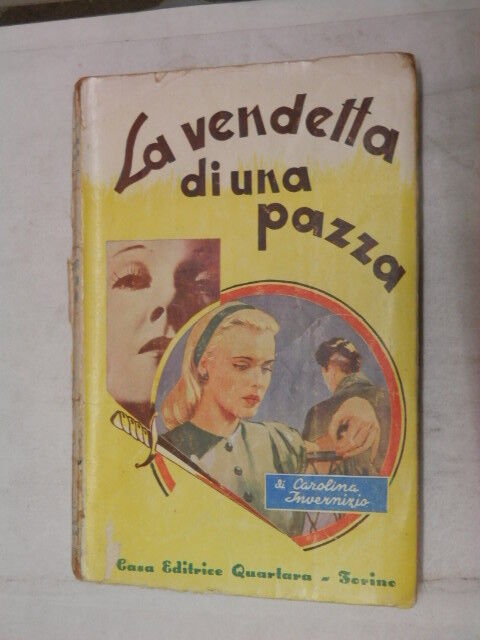 La vendetta
di una
pazza
di Carolina
Invernizio
Casa Editrice Quartara - Torino